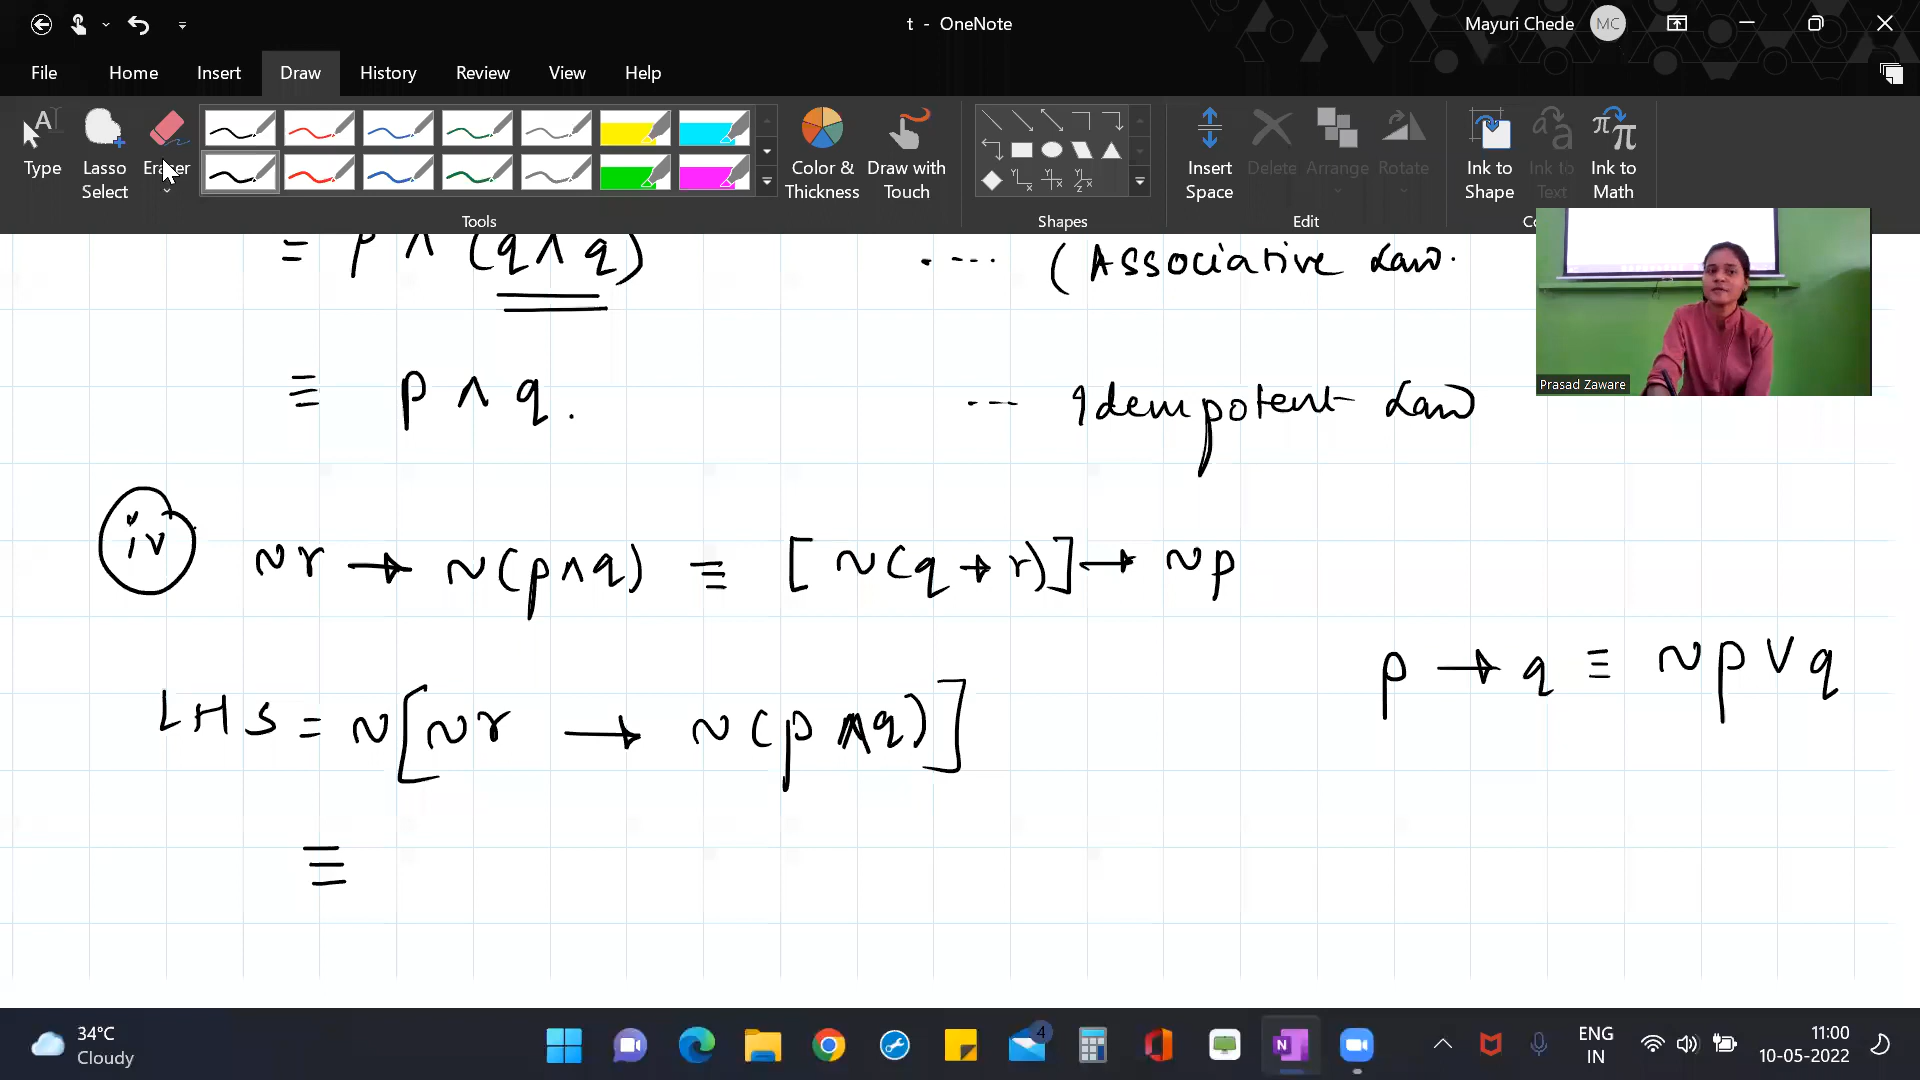 t - OneNote
Mayuri Chede MC
File Home Insert Draw History Review View Help
Type Lasso Select Eraser Color & Thickness Draw with Touch Insert Space Delete Arrange Rotate Ink to Shape Ink to Text Ink to Math
Tools Shapes Edit Co
≡ p ∧ (q ∧ q) ---- (Associative Law.
Prasad Zaware
≡ p ∧ q. --- Idempotent Law
iv ~r → ~(p∧q) ≡ [~(q→r)]→ ~p
p → q ≡ ~p∨q
LHS = ~[~r → ~(p∧q)]
≡
34°C
Cloudy
4
ENG
IN
11:00
10-05-2022